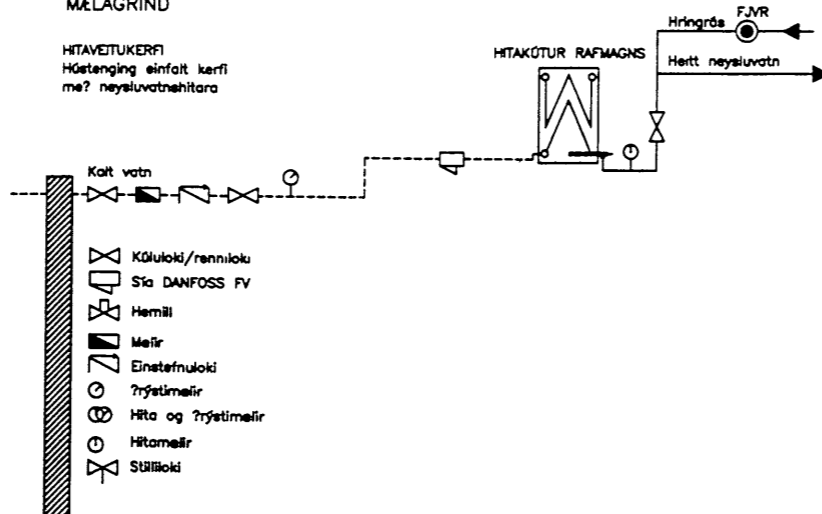 MÆLAGRIND
HITAVEITUKERFI
Hústenging einfalt kerfi
me? neysluvatnshitara
HITAKÚTUR RAFMAGNS
Hringrás
FJVR
Heitt neysluvatn
Kalt vatn
Kúluloki/renniloki
Sía DANFOSS FV
Hemill
Mælir
Einstefnuloki
?rýstimælir
Hita og ?rýstimælir
Hitamælir
Stilliloki